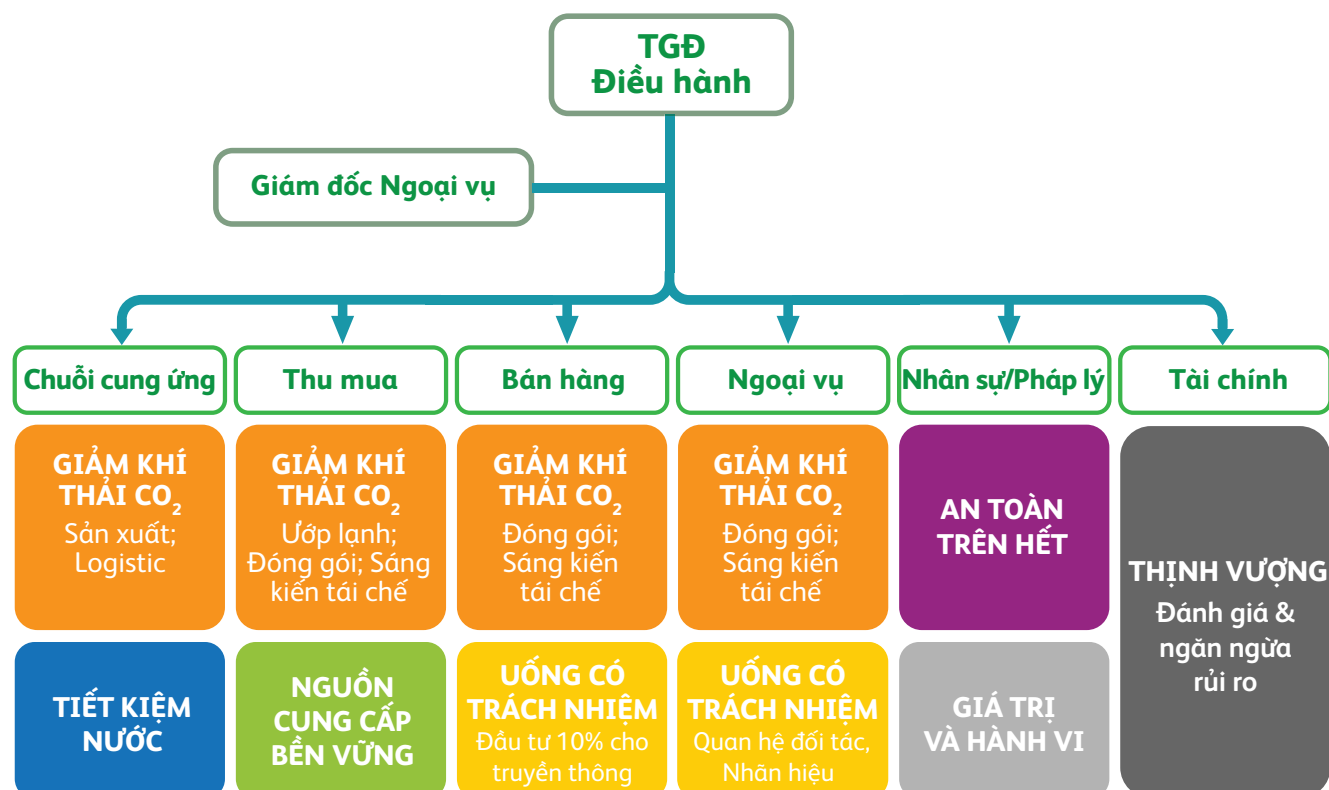 TGĐ
Điều hành
Giám đốc Ngoại vụ
Chuỗi cung ứng
Thu mua
Bán hàng
Ngoại vụ
Nhân sự/Pháp lý
Tài chính
GIẢM KHÍ
THẢI CO₂
Sản xuất;
Logistic
GIẢM KHÍ
THẢI CO₂
Ướp lạnh;
Đóng gói; Sáng
kiến tái chế
GIẢM KHÍ
THẢI CO₂
Đóng gói;
Sáng kiến
tái chế
GIẢM KHÍ
THẢI CO₂
Đóng gói;
Sáng kiến
tái chế
AN TOÀN
TRÊN HẾT
THỊNH VƯỢNG
Đánh giá &
ngăn ngừa
rủi ro
TIẾT KIỆM
NƯỚC
NGUỒN
CUNG CẤP
BỀN VỮNG
UỐNG CÓ
TRÁCH NHIỆM
Đầu tư 10% cho
truyền thông
UỐNG CÓ
TRÁCH NHIỆM
Quan hệ đối tác,
Nhãn hiệu
GIÁ TRỊ
VÀ HÀNH VI